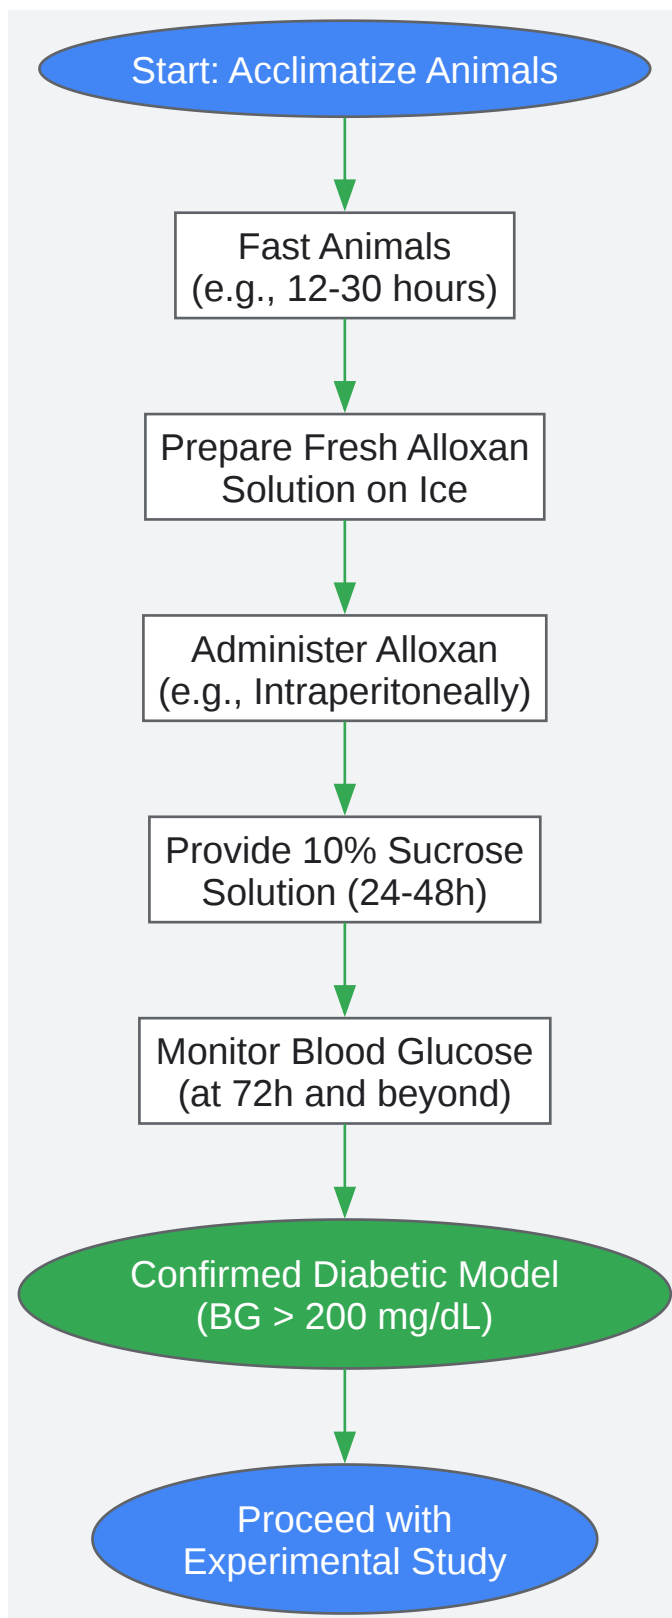 Start: Acclimatize Animals
Fast Animals
(e.g., 12-30 hours)
Prepare Fresh Alloxan
Solution on Ice
Administer Alloxan
(e.g., Intraperitoneally)
Provide 10% Sucrose
Solution (24-48h)
Monitor Blood Glucose
(at 72h and beyond)
Confirmed Diabetic Model
(BG > 200 mg/dL)
Proceed with
Experimental Study